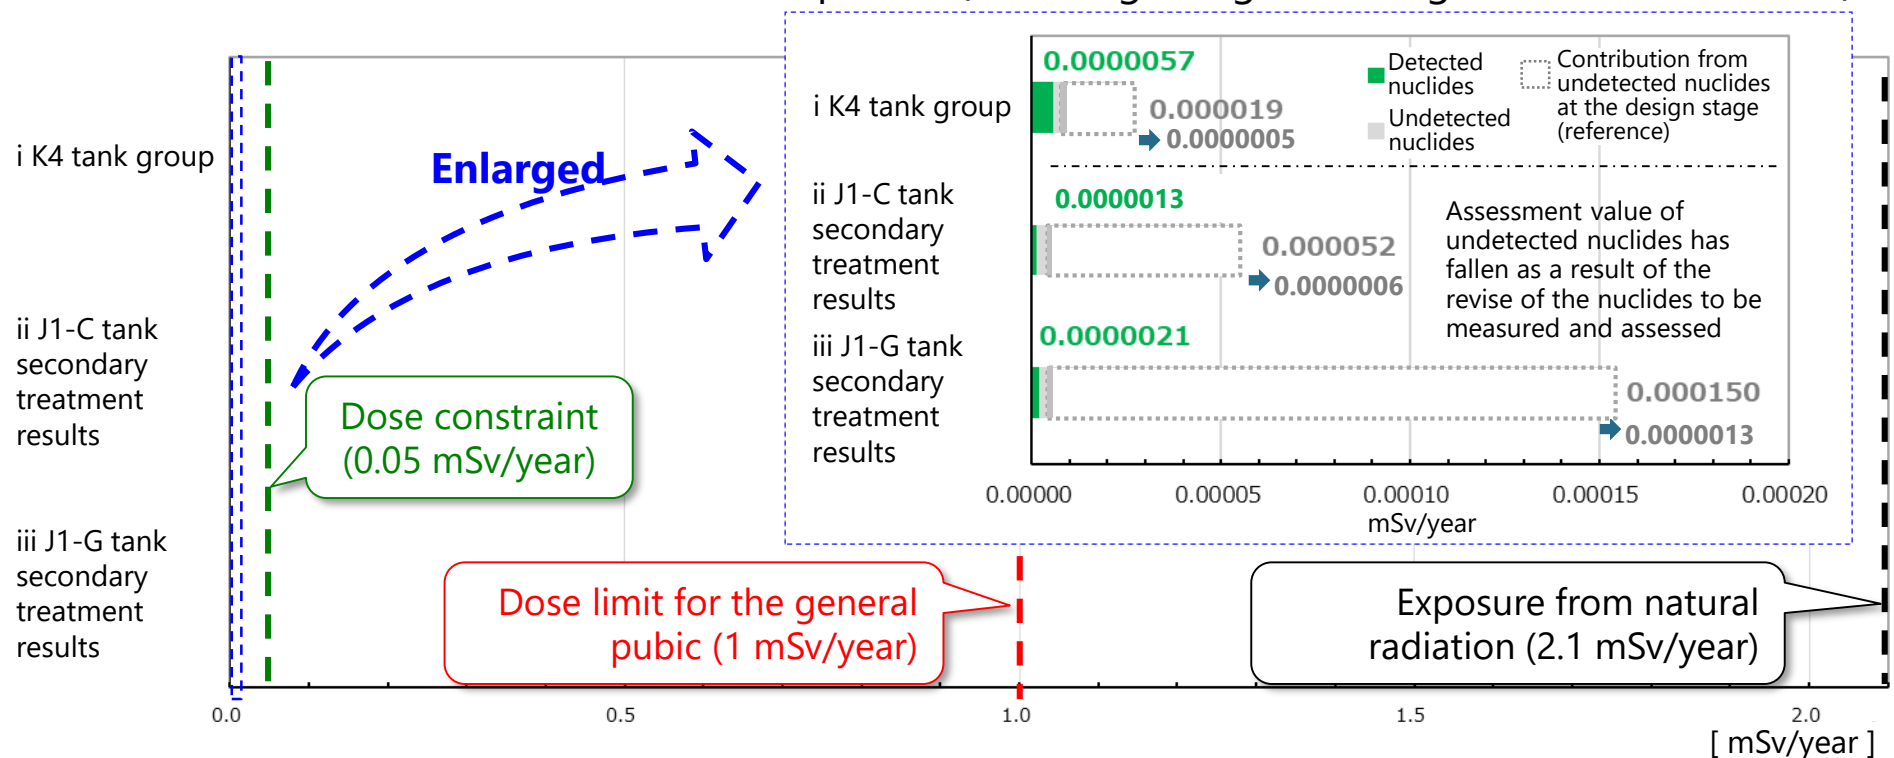 i K4 tank group
ii J1-C tank
secondary
treatment
results
iii J1-G tank
secondary
treatment
results
Enlarged
Dose constraint
(0.05 mSv/year)
Dose limit for the general
pubic (1 mSv/year)
Exposure from natural
radiation (2.1 mSv/year)
0.0
0.5
1.0
1.5
2.0
[ mSv/year ]
i K4 tank group
0.0000057
0.000019
0.0000005
Detected
nuclides
Undetected
nuclides
Contribution from
undetected nuclides
at the design stage
(reference)
ii J1-C tank
secondary
treatment
results
0.0000013
0.000052
0.0000006
Assessment value of
undetected nuclides has
fallen as a result of the
revise of the nuclides to be
measured and assessed
iii J1-G tank
secondary
treatment
results
0.0000021
0.000150
0.0000013
0.00000
0.00005
0.00010
0.00015
0.00020
mSv/year